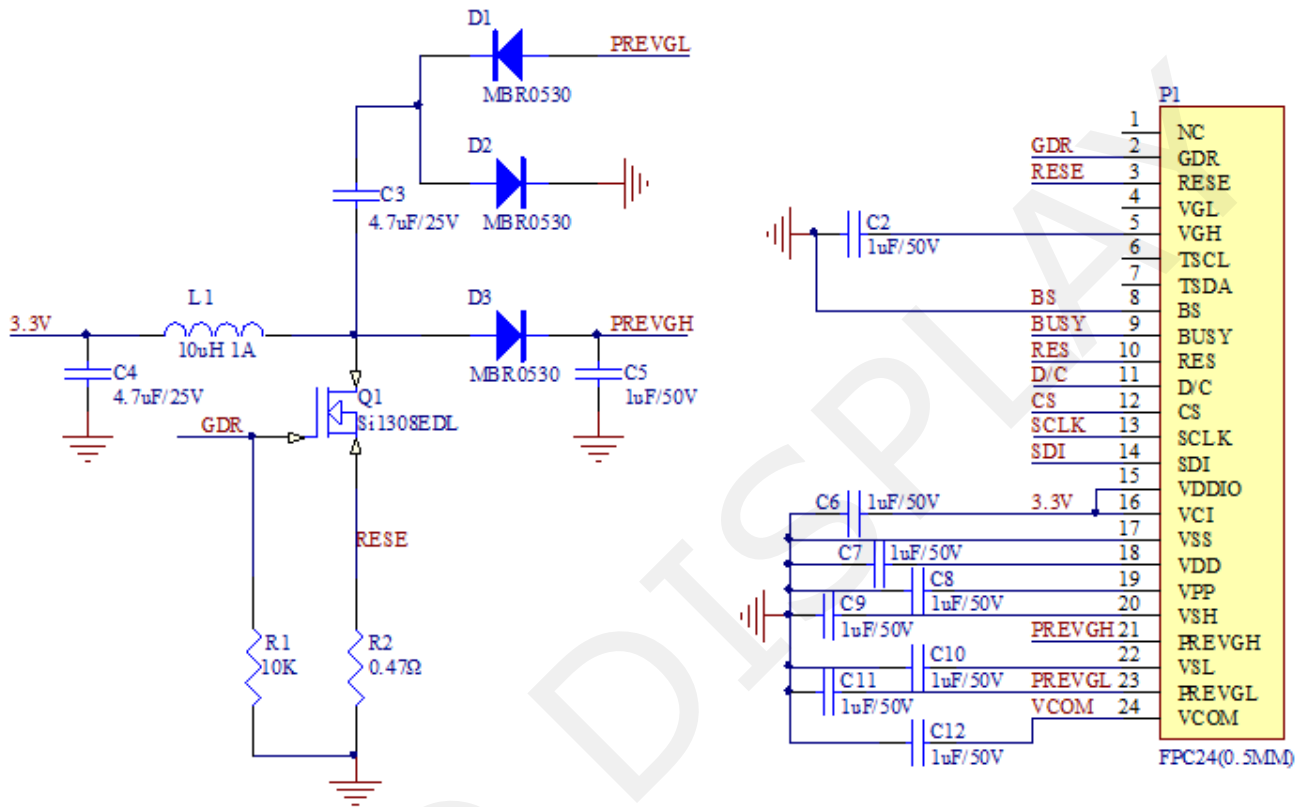 D1
PREVGL
MBR0530
D2
MBR0530
C3
4.7uF/25V
L1
3.3V
10uH 1A
D3
PREVGH
MBR0530
C4
4.7uF/25V
C5
1uF/50V
Q1
Si1308EDL
GDR
RESE
R1
10K
R2
0.47Ω
P1
1 NC
GDR 2 GDR
RESE 3 RESE
4 VGL
C2 5 VGH
1uF/50V
6 TSCL
7 TSDA
BS 8 BS
BUSY 9 BUSY
RES 10 RES
D/C 11 D/C
CS 12 CS
SCLK 13 SCLK
SDI 14 SDI
15 VDDIO
C6 1uF/50V 3.3V 16 VCI
17 VSS
C7 1uF/50V 18 VDD
C8 19 VPP
1uF/50V
C9 20 VSH
1uF/50V
PREVGH 21 PREVGH
C10 22 VSL
1uF/50V
C11 PREVGL 23 PREVGL
1uF/50V
VCOM 24 VCOM
C12
1uF/50V
FPC24(0.5MM)
D DISPLAY